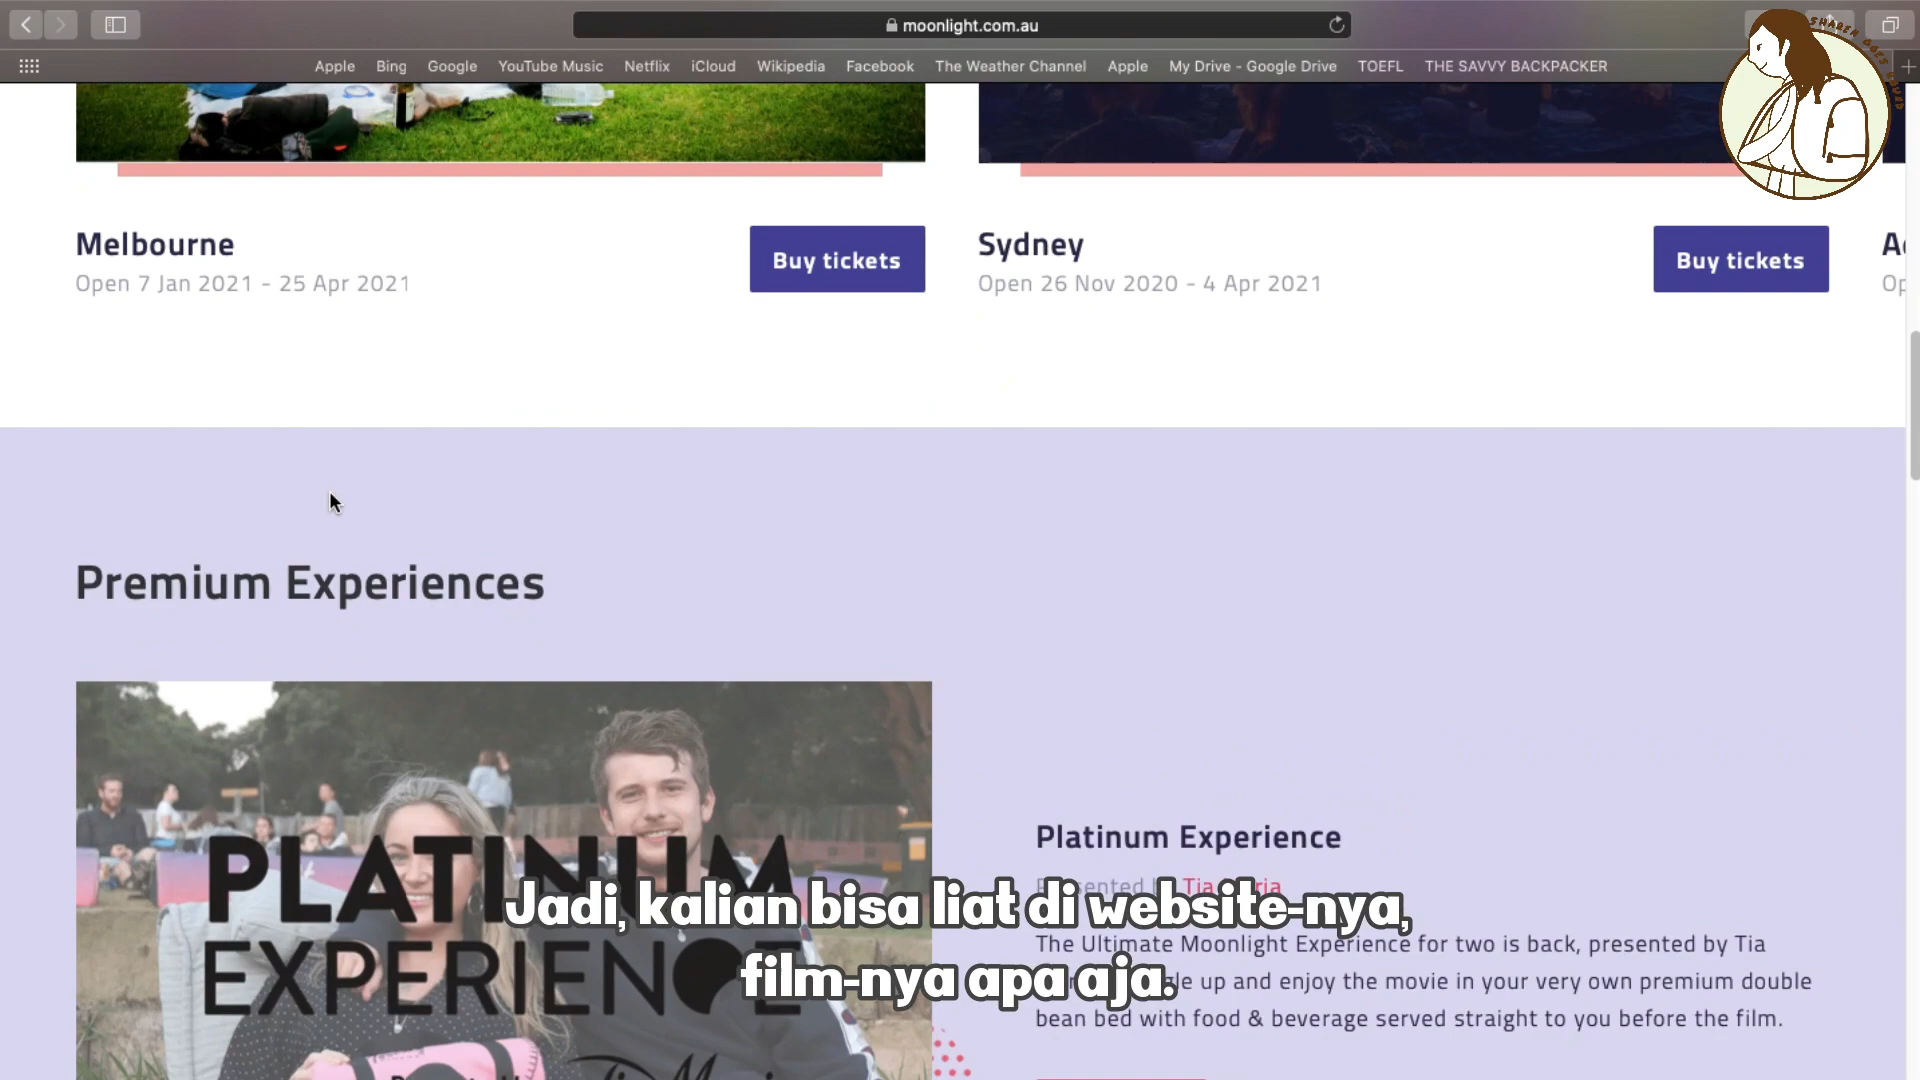 moonlight.com.au
Apple Bing Google YouTube Music Netflix iCloud Wikipedia Facebook The Weather Channel Apple My Drive - Google Drive TOEFL THE SAVVY BACKPACKER
Melbourne
Open 7 Jan 2021 - 25 Apr 2021
Buy tickets
Sydney
Open 26 Nov 2020 - 4 Apr 2021
Buy tickets
Premium Experiences
PLATINUM
EXPERIENCE
Platinum Experience
The Ultimate Moonlight Experience for two is back, presented by Tia
up and enjoy the movie in your very own premium double
bean bed with food & beverage served straight to you before the film.
Jadi, kalian bisa liat di website-nya,
film-nya apa aja.